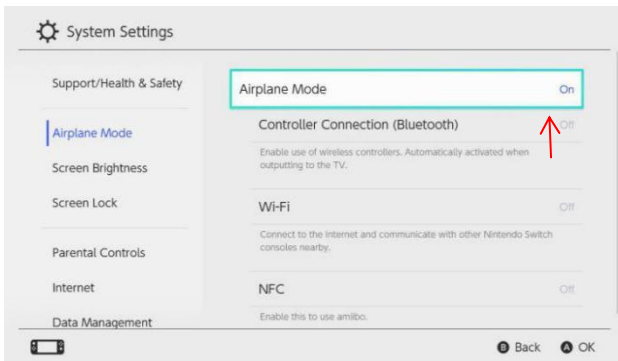 System Settings
Support/Health & Safety
Airplane Mode
Screen Brightness
Screen Lock
Parental Controls
Internet
Data Management
Airplane Mode On
Controller Connection (Bluetooth) Off
Enable use of wireless controllers. Automatically activated when
outputting to the TV.
Wi-Fi Off
Connect to the Internet and communicate with other Nintendo Switch
consoles nearby.
NFC Off
Enable this to use amiibo.
B Back A OK